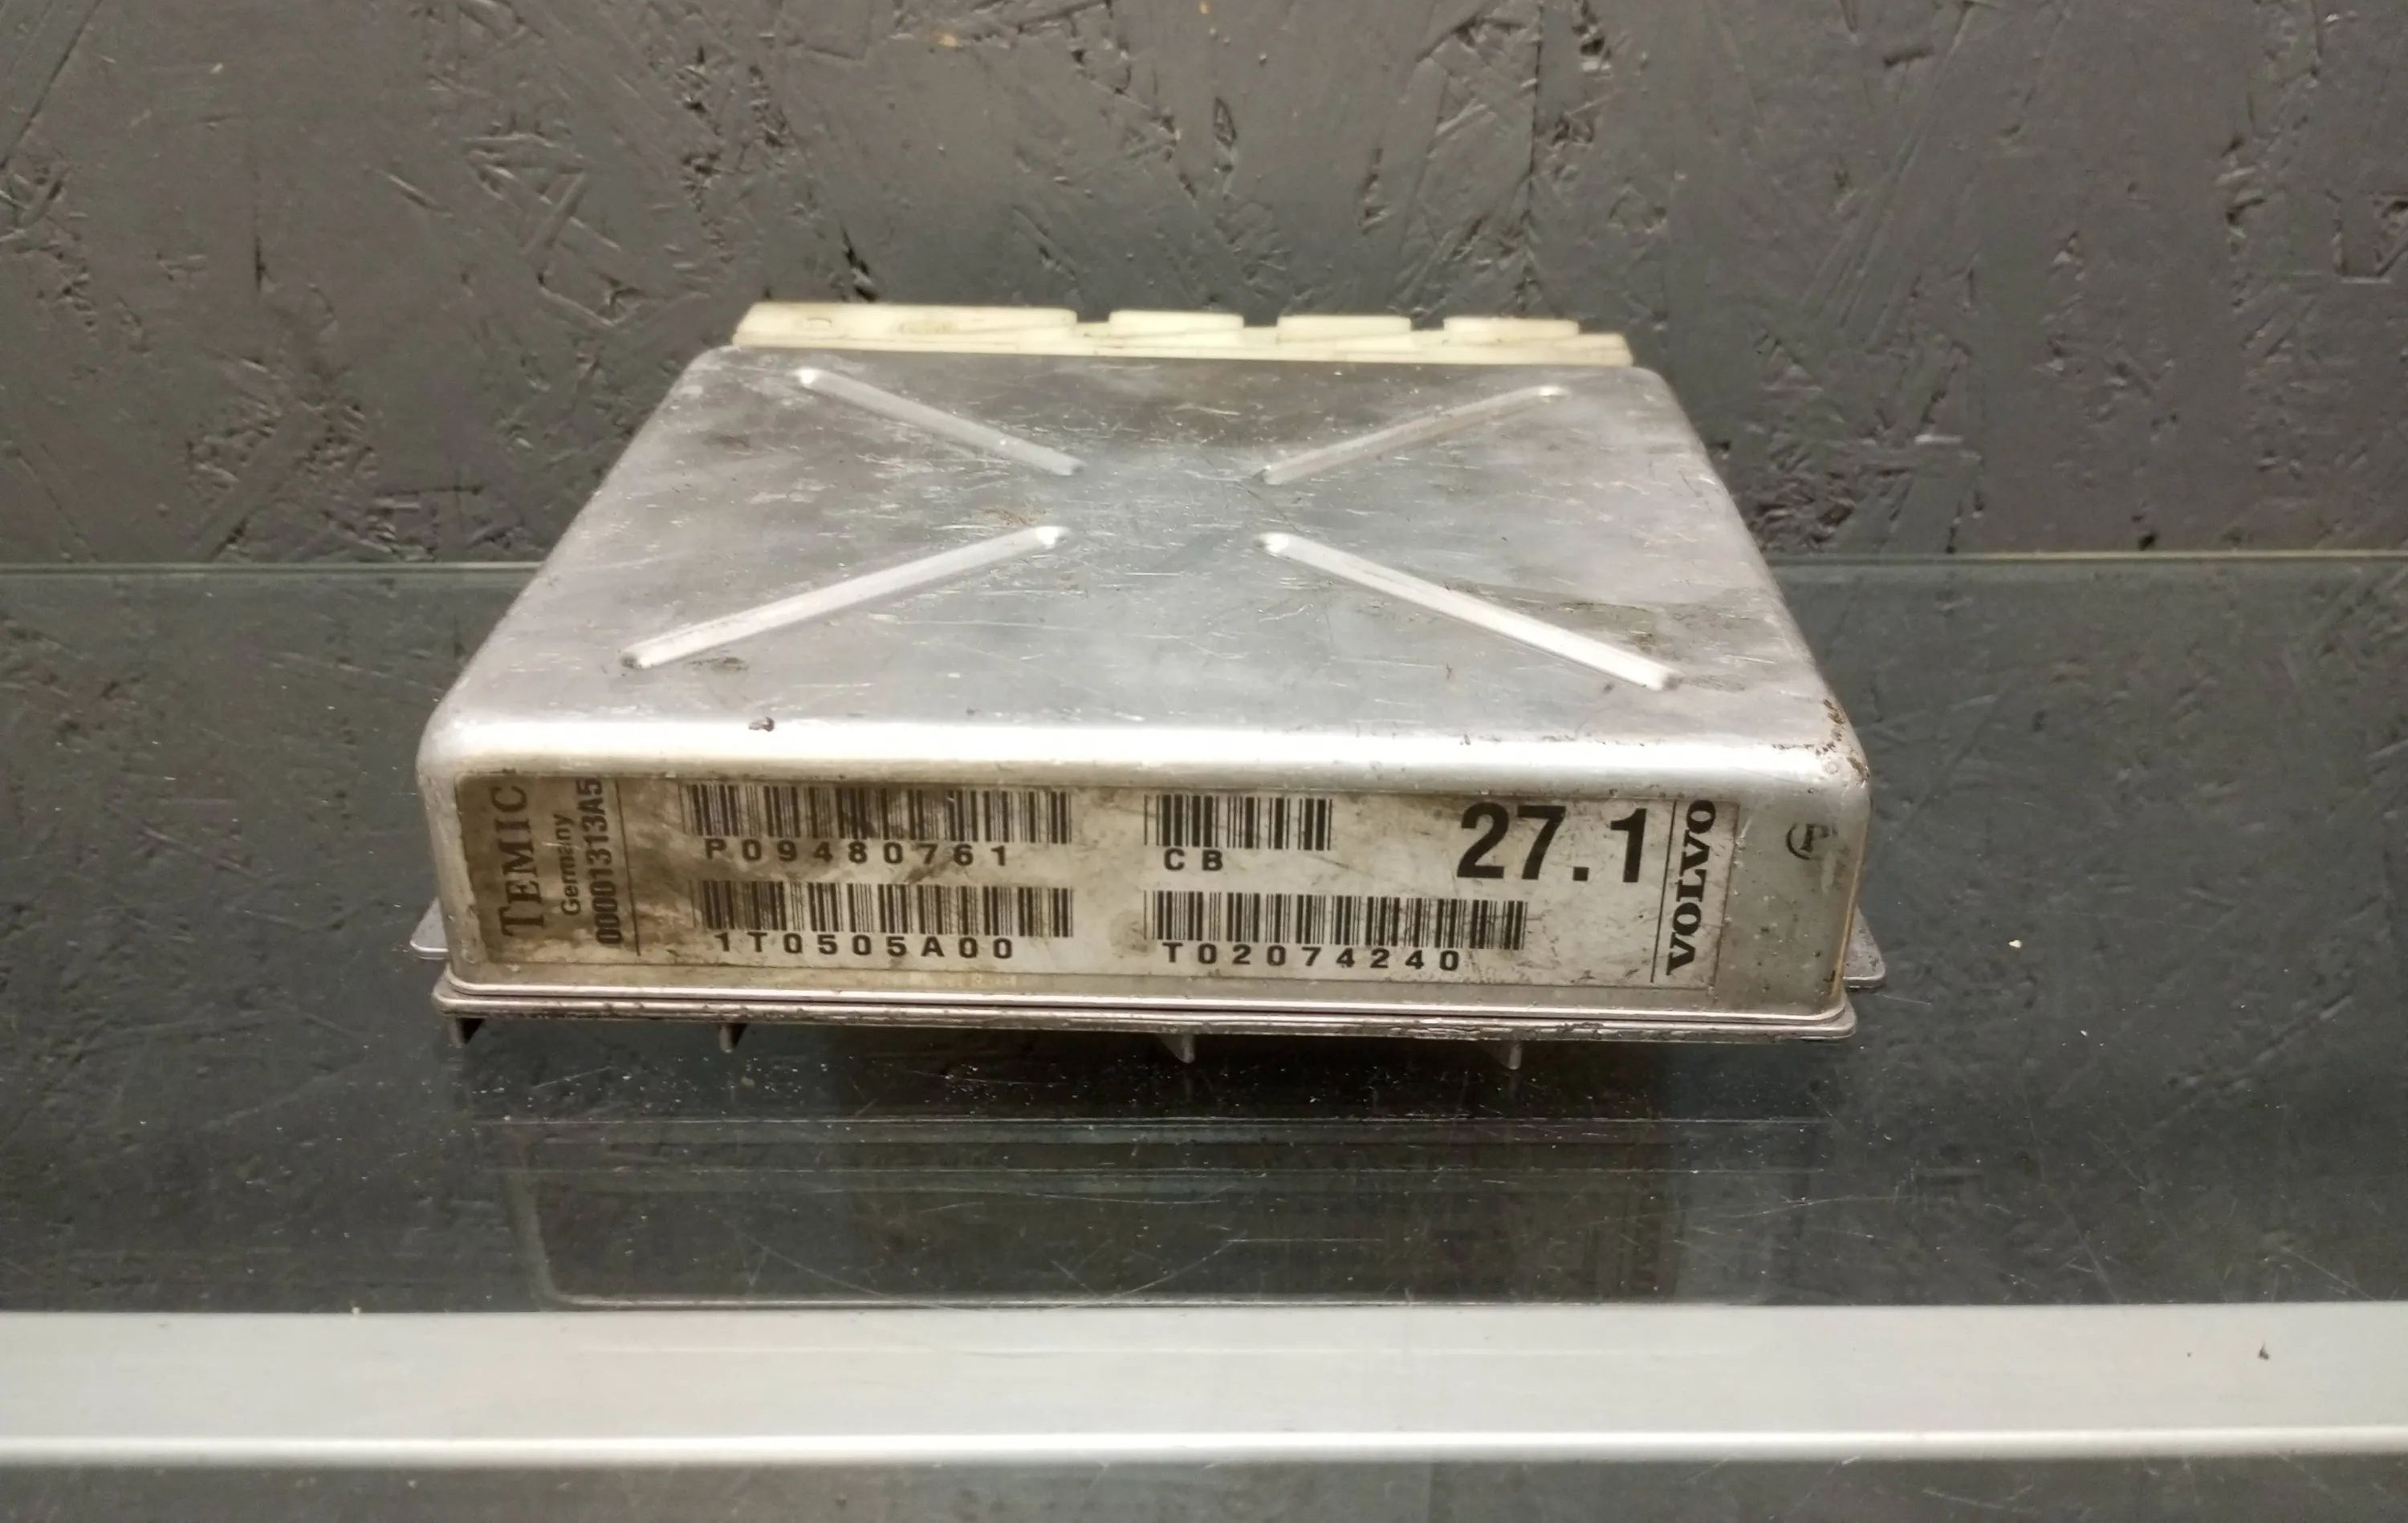 TEMIC
Germany
00001313A5
P09480761
CB
27.1
1T0505A00
T02074240
VOLVO